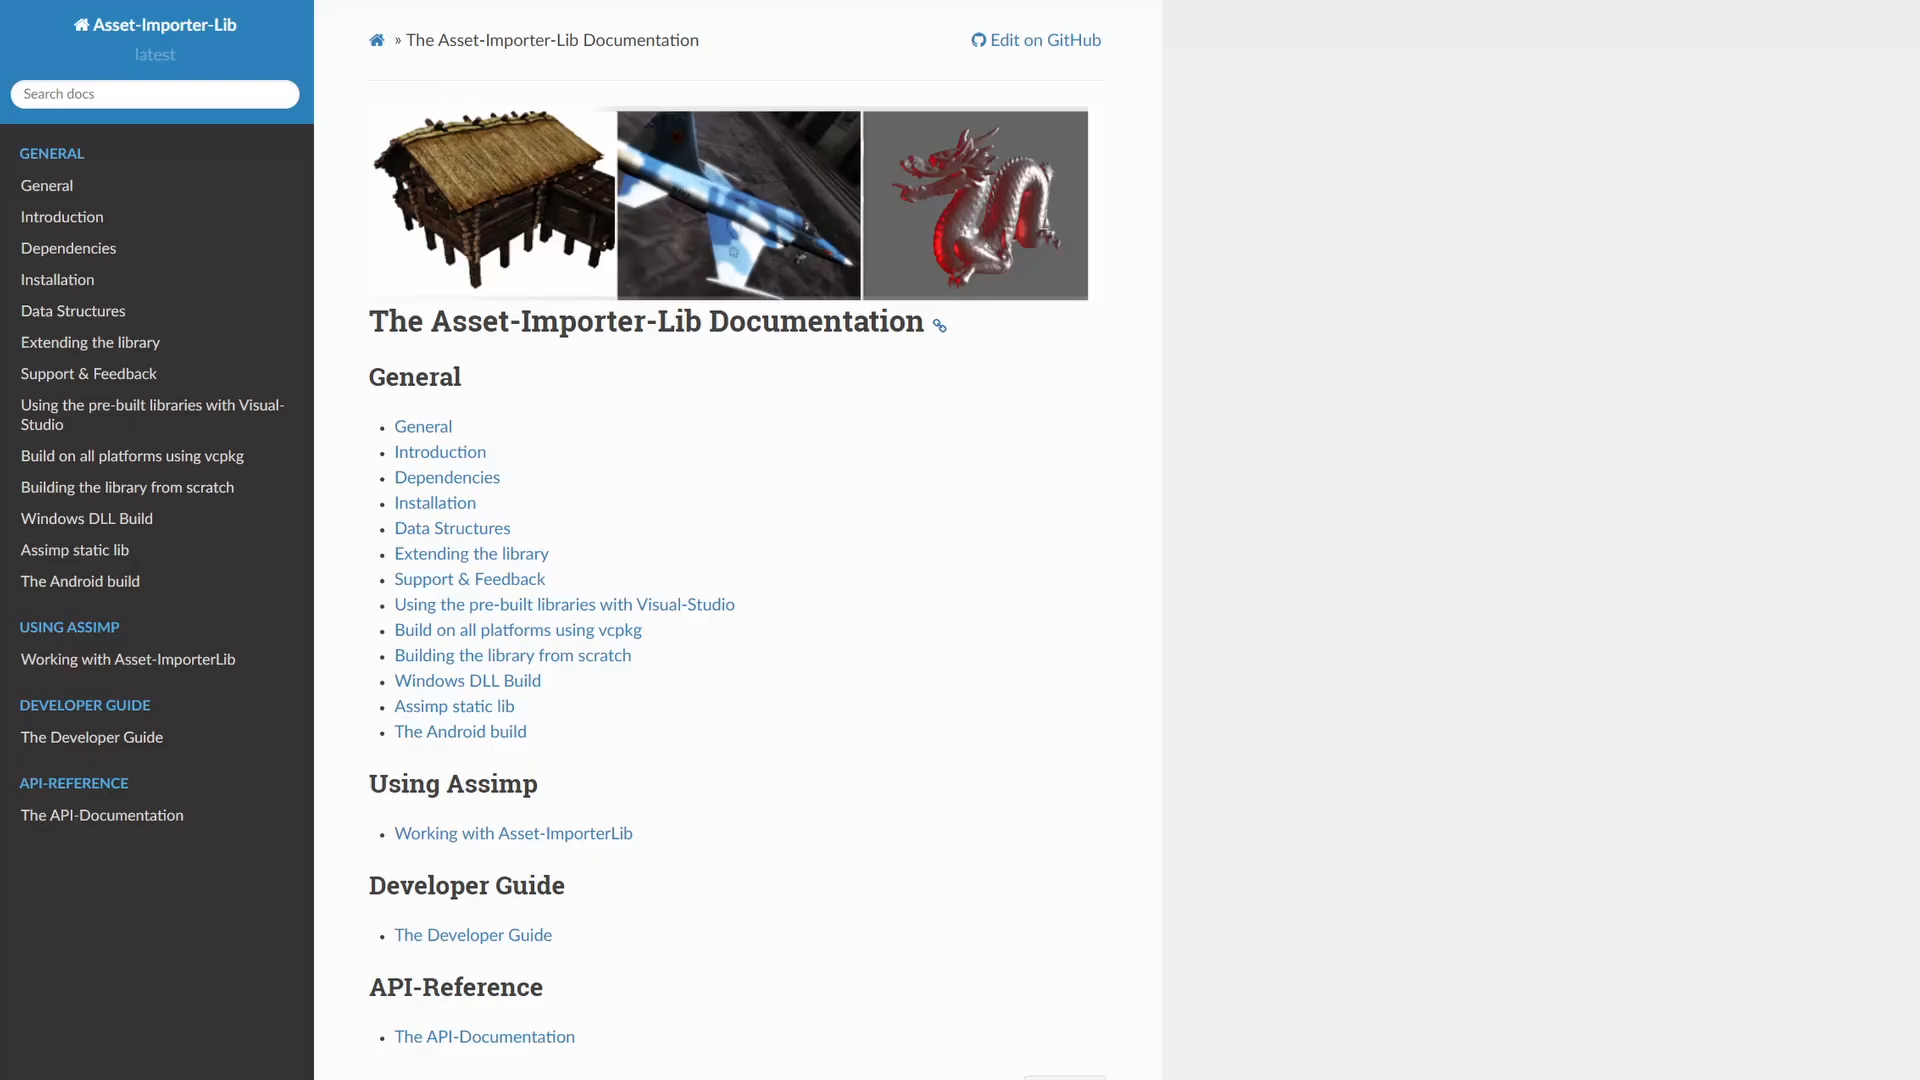 Asset-Importer-Lib
latest
Search docs
GENERAL
General
Introduction
Dependencies
Installation
Data Structures
Extending the library
Support & Feedback
Using the pre-built libraries with Visual-
Studio
Build on all platforms using vcpkg
Building the library from scratch
Windows DLL Build
Assimp static lib
The Android build
USING ASSIMP
Working with Asset-ImporterLib
DEVELOPER GUIDE
The Developer Guide
API-REFERENCE
The API-Documentation
» The Asset-Importer-Lib Documentation
Edit on GitHub
The Asset-Importer-Lib Documentation
General
• General
• Introduction
• Dependencies
• Installation
• Data Structures
• Extending the library
• Support & Feedback
• Using the pre-built libraries with Visual-Studio
• Build on all platforms using vcpkg
• Building the library from scratch
• Windows DLL Build
• Assimp static lib
• The Android build
Using Assimp
• Working with Asset-ImporterLib
Developer Guide
• The Developer Guide
API-Reference
• The API-Documentation